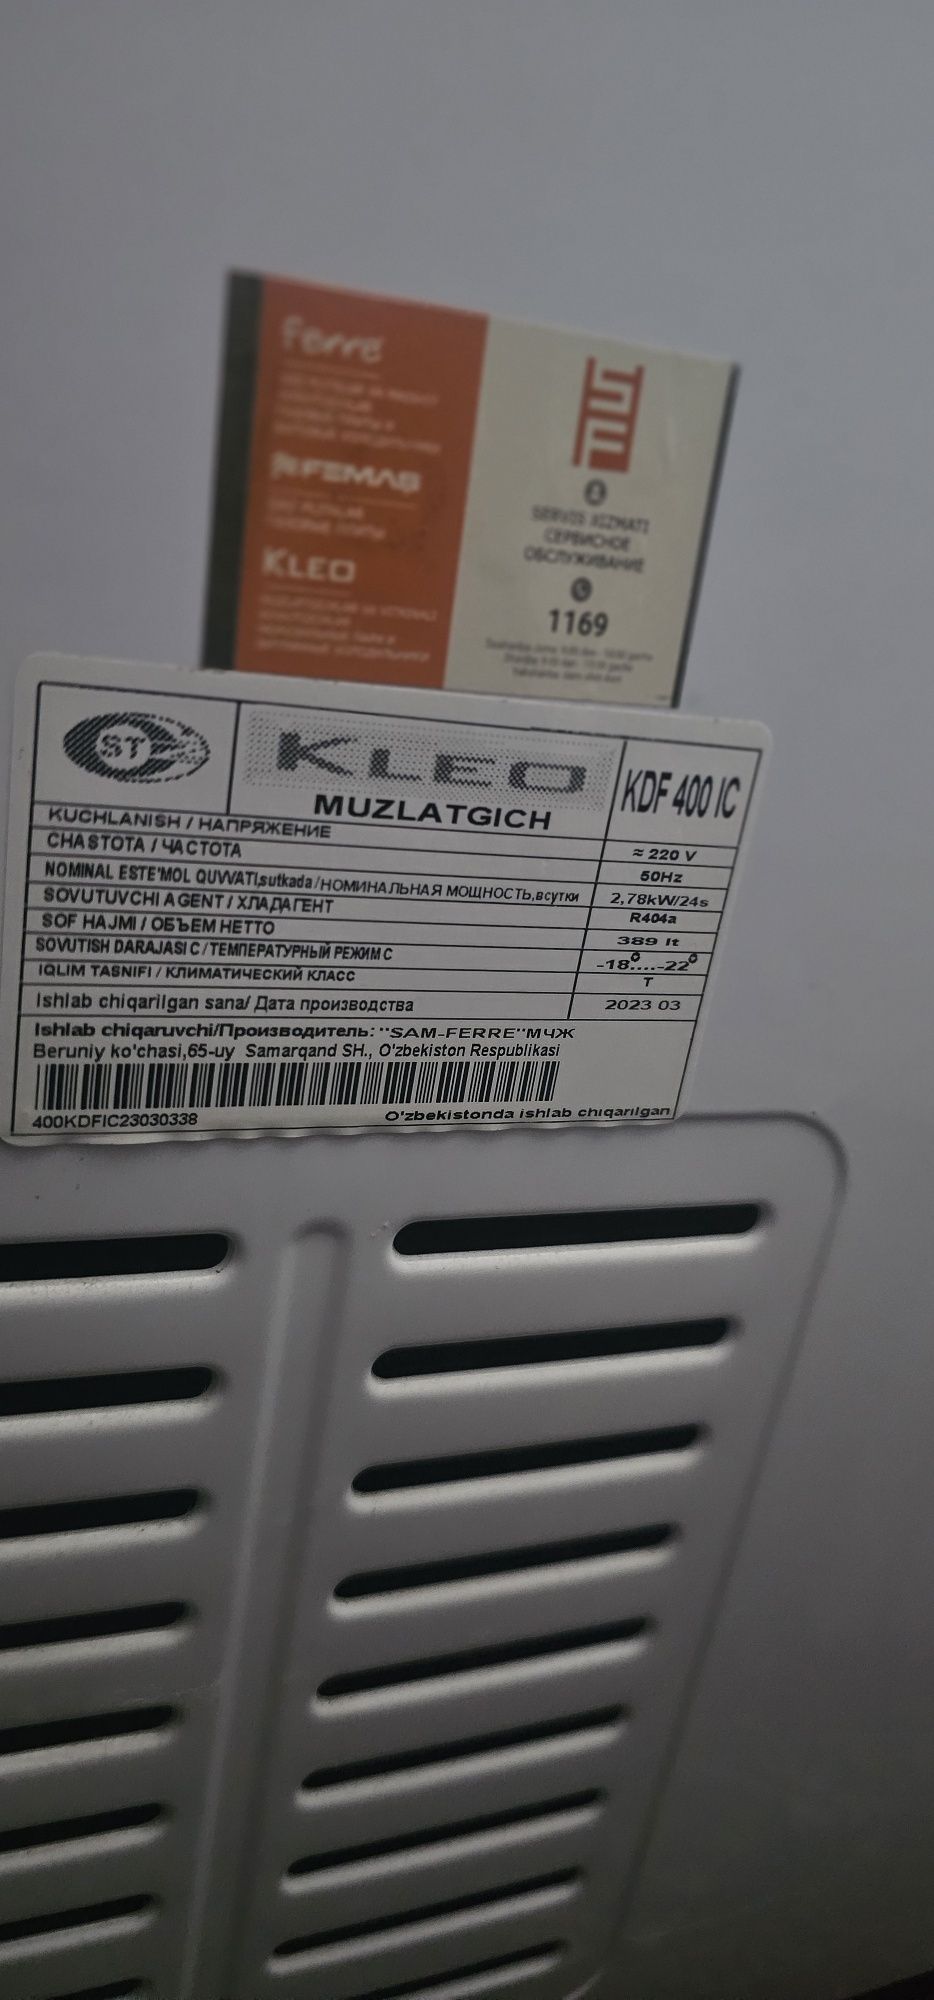 Ferre
FEMAS
KLEO
SERVIS XIZMATI
СЕРВИСНОЕ
ОБСЛУЖИВАНИЕ
1169
ST
KLEO
MUZLATGICH
KDF 400 IC
KUCHLANISH / НАПРЯЖЕНИЕ ≈ 220 V
CHASTOTA / ЧАСТОТА 50Hz
NOMINAL ESTE'MOL QUVVATI,sutkada/НОМИНАЛЬНАЯ МОЩНОСТЬ,всутки 2,78kW/24s
SOVUTUVCHI AGENT / ХЛАДАГЕНТ R404a
SOF HAJMI / ОБЪЕМ НЕТТО 389 lt
SOVUTISH DARAJASI C / ТЕМПЕРАТУРНЫЙ РЕЖИМ С -18°....-22°
IQLIM TASNIFI / КЛИМАТИЧЕСКИЙ КЛАСС T
Ishlab chiqarilgan sana/ Дата производства 2023 03
Ishlab chiqaruvchi/Производитель: "SAM-FERRE"МЧЖ
Beruniy ko'chasi,65-uy Samarqand SH., O'zbekiston Respublikasi
400KDFIC23030338
O'zbekistonda ishlab chiqarilgan